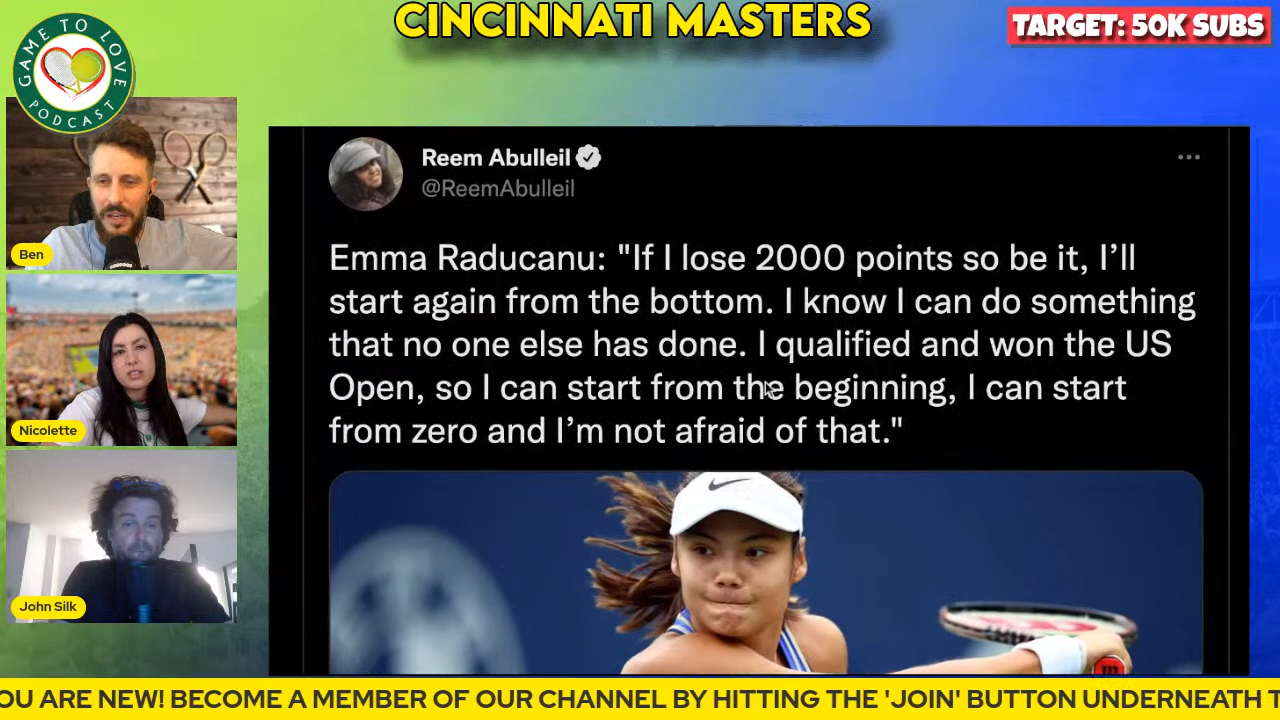 CINCINNATI MASTERS
TARGET: 50K SUBS
GAME TO LOVE
PODCAST
Reem Abulleil
@ReemAbulleil
Emma Raducanu: "If I lose 2000 points so be it, I’ll
start again from the bottom. I know I can do something
that no one else has done. I qualified and won the US
Open, so I can start from the beginning, I can start
from zero and I’m not afraid of that."
Ben
Nicolette
John Silk
OU ARE NEW! BECOME A MEMBER OF OUR CHANNEL BY HITTING THE 'JOIN' BUTTON UNDERNEATH T